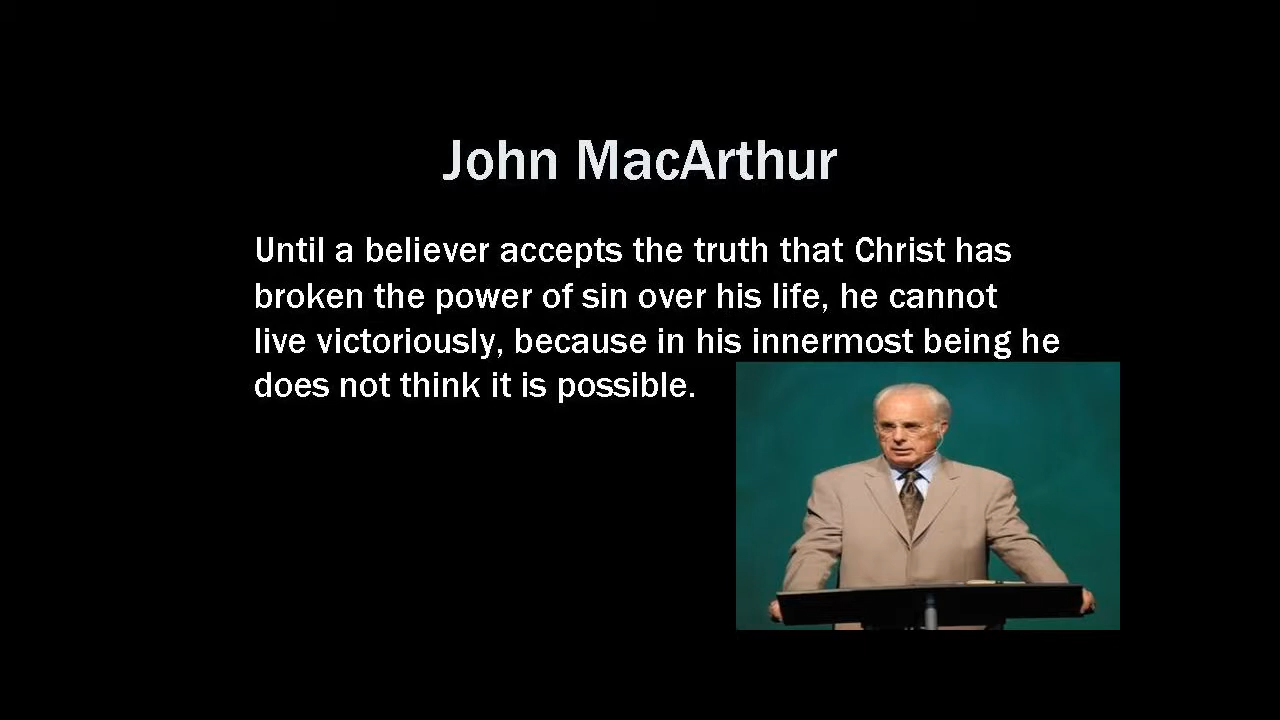 John MacArthur
Until a believer accepts the truth that Christ has
broken the power of sin over his life, he cannot
live victoriously, because in his innermost being he
does not think it is possible.